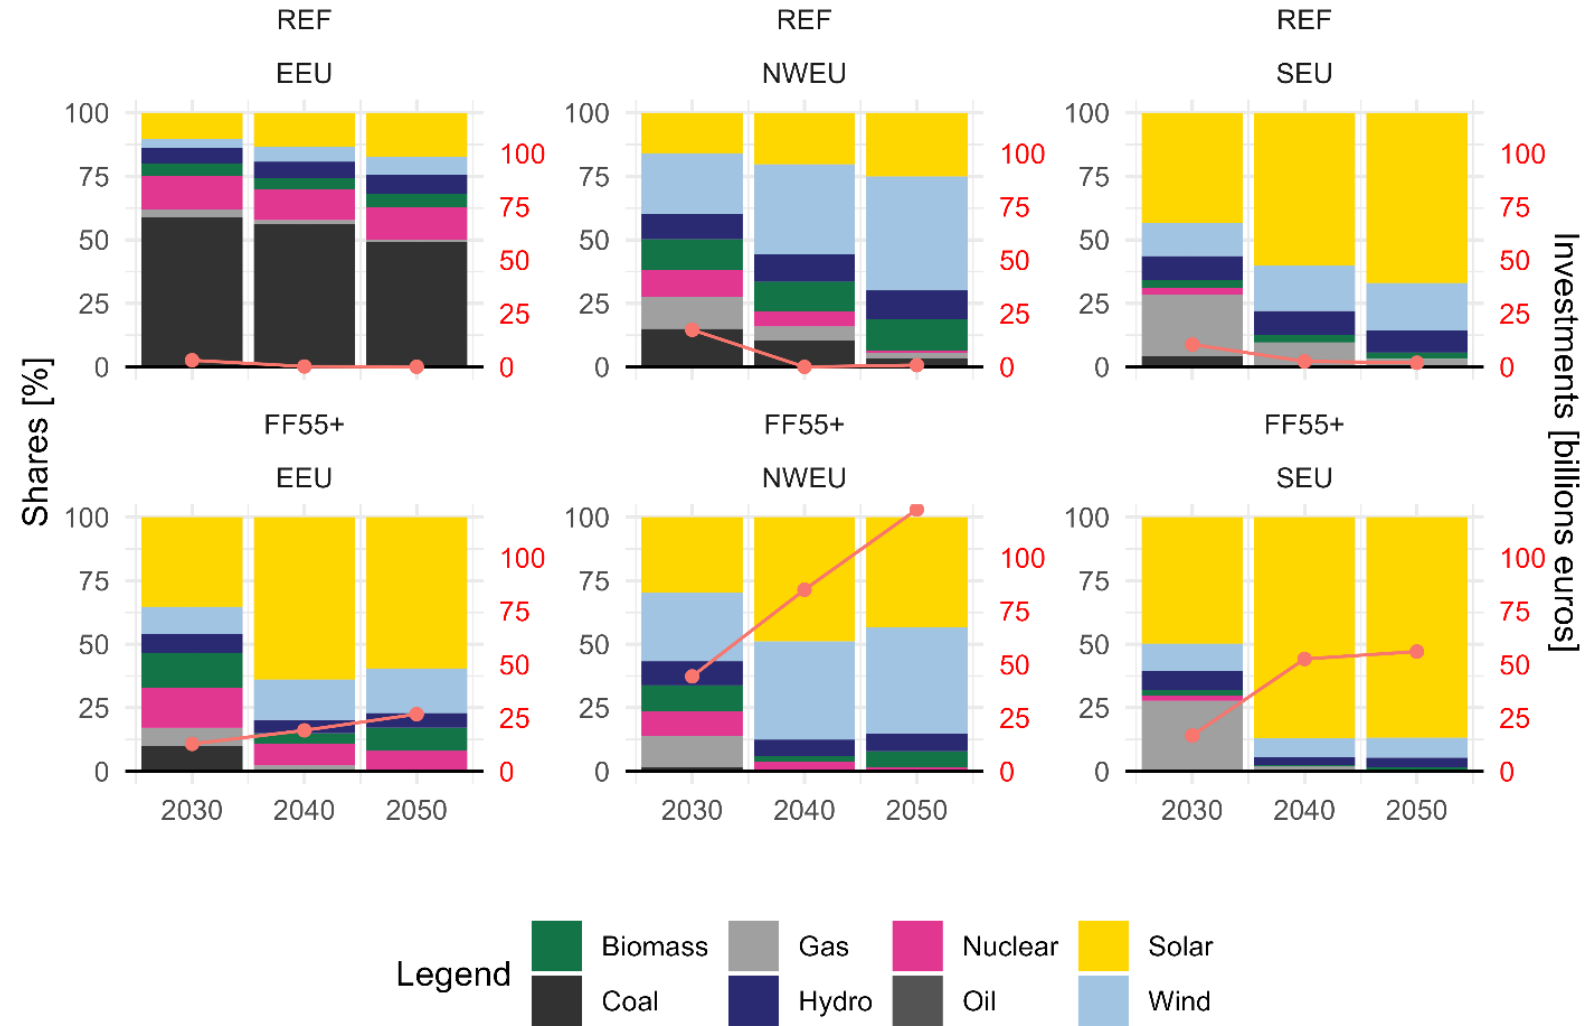 REF REF REF
EEU NWEU SEU
100 100 100
100 100 100
75 75 75
75 75 75
50 50 50
50 50 50
25 25 25
25 25 25
0 0 0 0 0 0
Shares [%]
Investments [billions euros]
FF55+ FF55+ FF55+
EEU NWEU SEU
100 100 100
100 100 100
75 75 75
75 75 75
50 50 50
50 50 50
25 25 25
25 25 25
0 0 0 0 0 0
2030 2040 2050 2030 2040 2050 2030 2040 2050
Legend
Biomass Gas Nuclear Solar
Coal Hydro Oil Wind